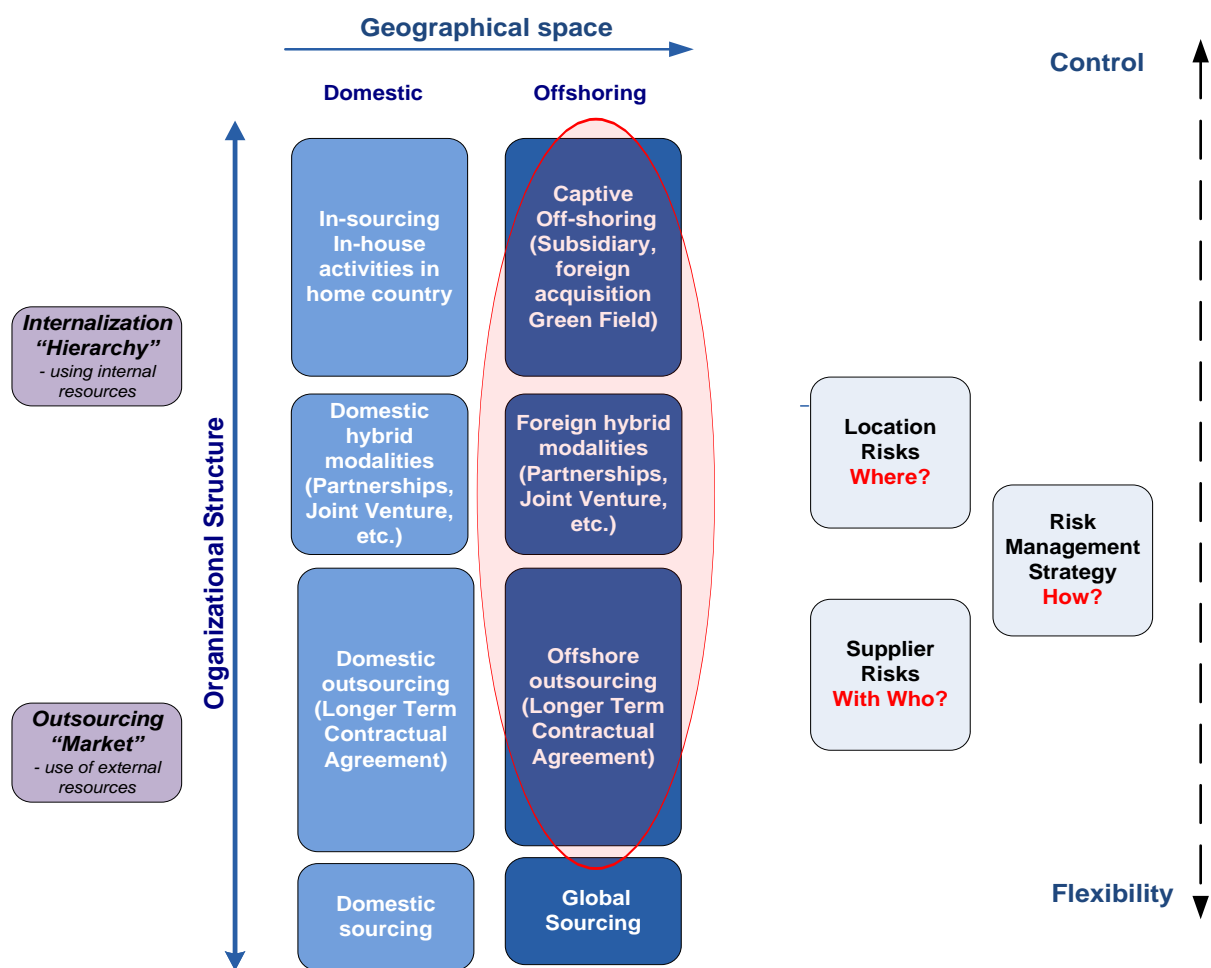 Geographical space
Control
Domestic
Offshoring
In-sourcing
In-house
activities in
home country
Captive
Off-shoring
(Subsidiary,
foreign
acquisition
Green Field)
Internalization
“Hierarchy”
- using internal
resources
Organizational Structure
Domestic
hybrid
modalities
(Partnerships,
Joint Venture,
etc.)
Foreign hybrid
modalities
(Partnerships,
Joint Venture,
etc.)
Location
Risks
Where?
Risk
Management
Strategy
How?
Supplier
Risks
With Who?
Outsourcing
“Market”
- use of external
resources
Domestic
outsourcing
(Longer Term
Contractual
Agreement)
Offshore
outsourcing
(Longer Term
Contractual
Agreement)
Domestic
sourcing
Global
Sourcing
Flexibility